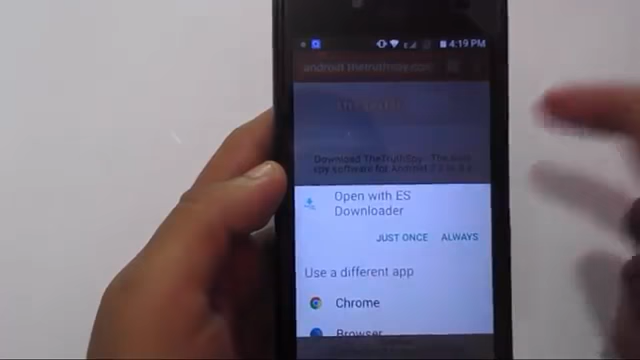 4:19 PM
android.thetruthspy.com
Download TheTruthSpy - The best
spy software for Android
Open with ES
Downloader
JUST ONCE ALWAYS
Use a different app
Chrome
Browser